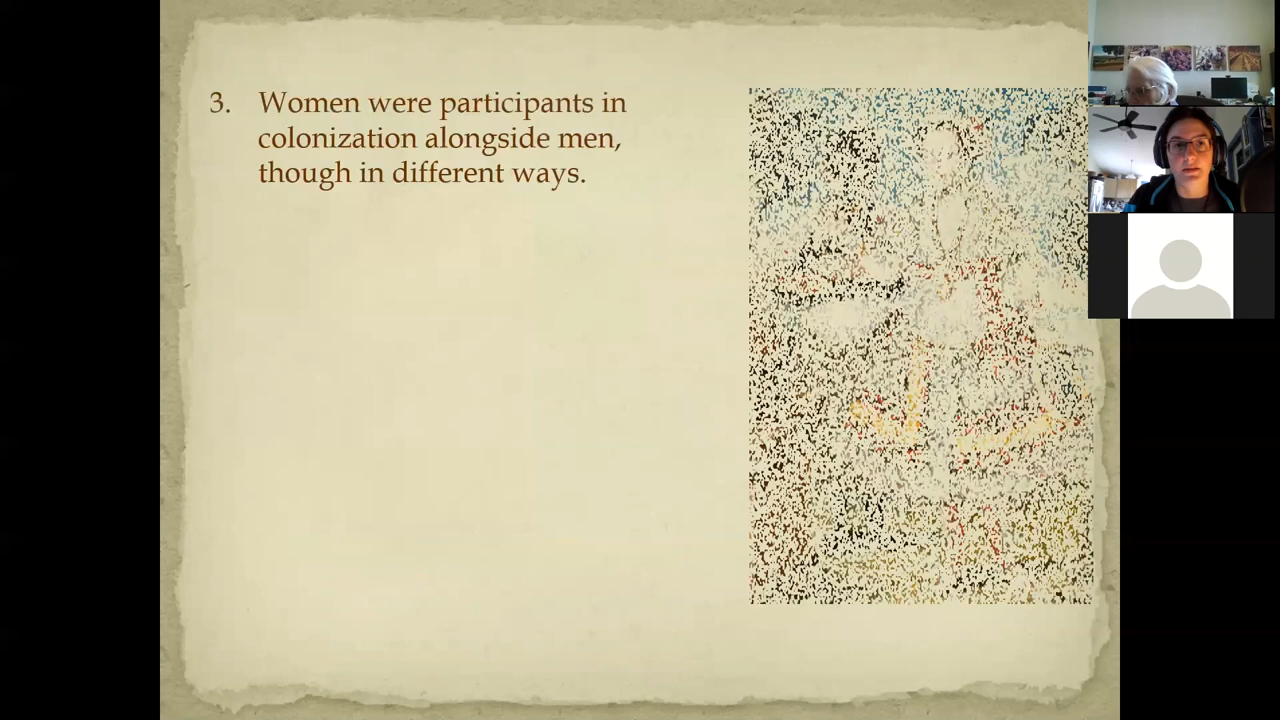 3. Women were participants in
colonization alongside men,
though in different ways.